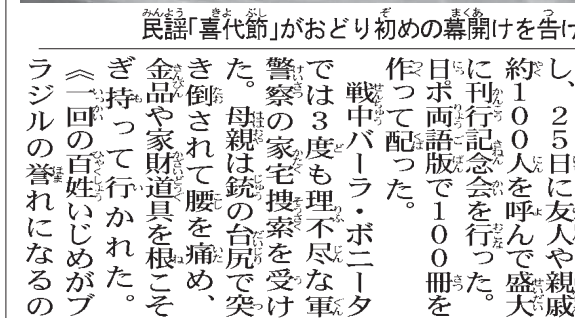 民謡「喜代節」がおどり初めの幕開けを告け
し、25日に友人や親戚
約100人を呼んで盛大
に刊行記念会を行った。
日ポ両語版で100冊を
作って配った。
戦中バーラ・ボニータ
では3度も理不尽な軍
警察の家宅捜索を受け
た。母親は銃の台尻で突
き倒されて腰を痛め、
金品や家財道具を根こそ
ぎ持って行かれた。
《一回の百姓いじめがブ
ラジルの誉れになるの